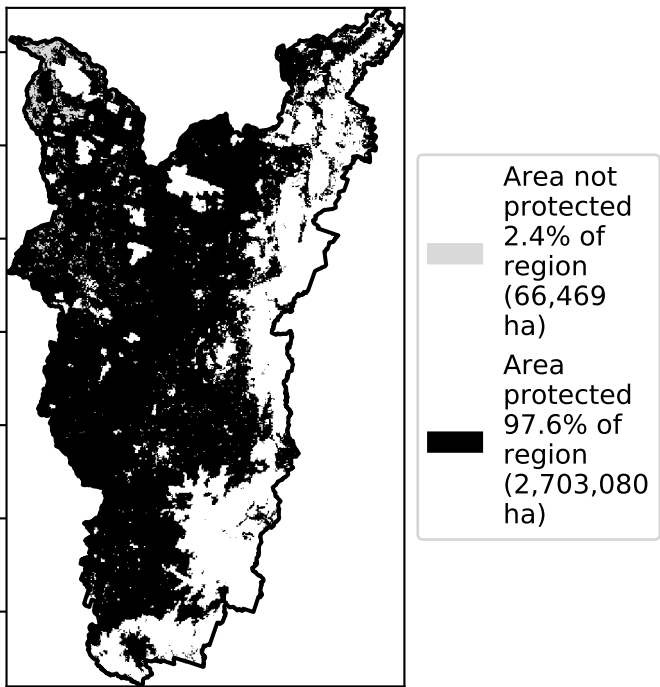 Area not
protected
2.4% of
region
(66,469
ha)
Area
protected
97.6% of
region
(2,703,080
ha)